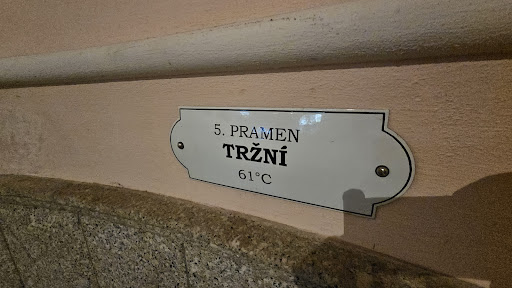 5. PRAMEN
TRŽNÍ
61°C